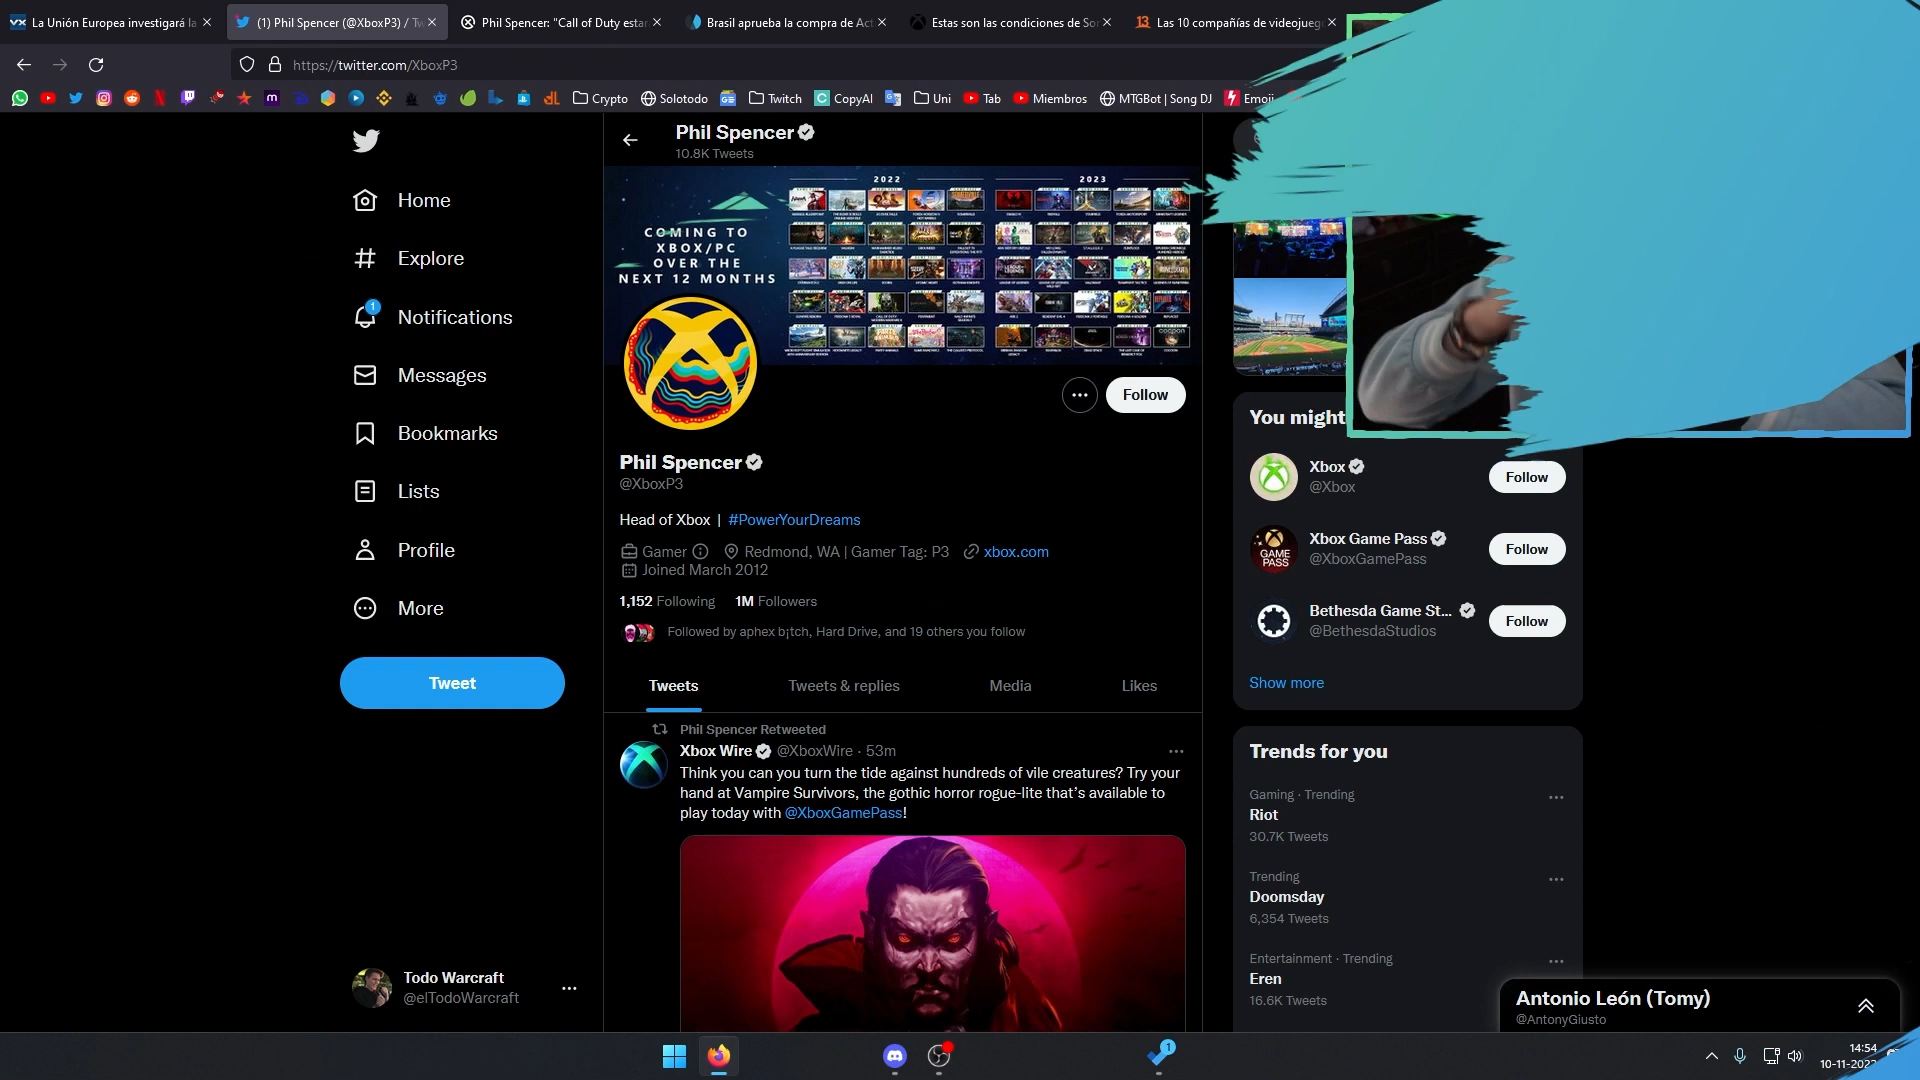 La Unión Europea investigará la
(1) Phil Spencer (@XboxP3) / Tw
Phil Spencer: "Call of Duty estar
Brasil aprueba la compra de Act
Estas son las condiciones de So
Las 10 compañías de videojueg
https://twitter.com/XboxP3
Crypto
Solotodo
Twitch
CopyAI
Uni
Tab
Miembros
MTGBot | Song DJ
Emoji
Phil Spencer
10.8K Tweets
Home
Explore
1
Notifications
Messages
Bookmarks
Lists
Profile
More
Tweet
2022
2023
COMING TO
XBOX/PC
OVER THE
NEXT 12 MONTHS
Follow
Phil Spencer
@XboxP3
Head of Xbox | #PowerYourDreams
Gamer
Redmond, WA | Gamer Tag: P3
xbox.com
Joined March 2012
1,152 Following
1M Followers
Followed by aphex b¡tch, Hard Drive, and 19 others you follow
Tweets
Tweets & replies
Media
Likes
Phil Spencer Retweeted
Xbox Wire @XboxWire · 53m
Think you can you turn the tide against hundreds of vile creatures? Try your
hand at Vampire Survivors, the gothic horror rogue-lite that's available to
play today with @XboxGamePass!
You might
Xbox
@Xbox
Follow
GAME
PASS
Xbox Game Pass
@XboxGamePass
Follow
Bethesda Game St...
@BethesdaStudios
Follow
Show more
Trends for you
Gaming · Trending
Riot
30.7K Tweets
Trending
Doomsday
6,354 Tweets
Entertainment · Trending
Eren
16.6K Tweets
Antonio León (Tomy)
@AntonyGiusto
Todo Warcraft
@elTodoWarcraft
1
14:54
10-11-202